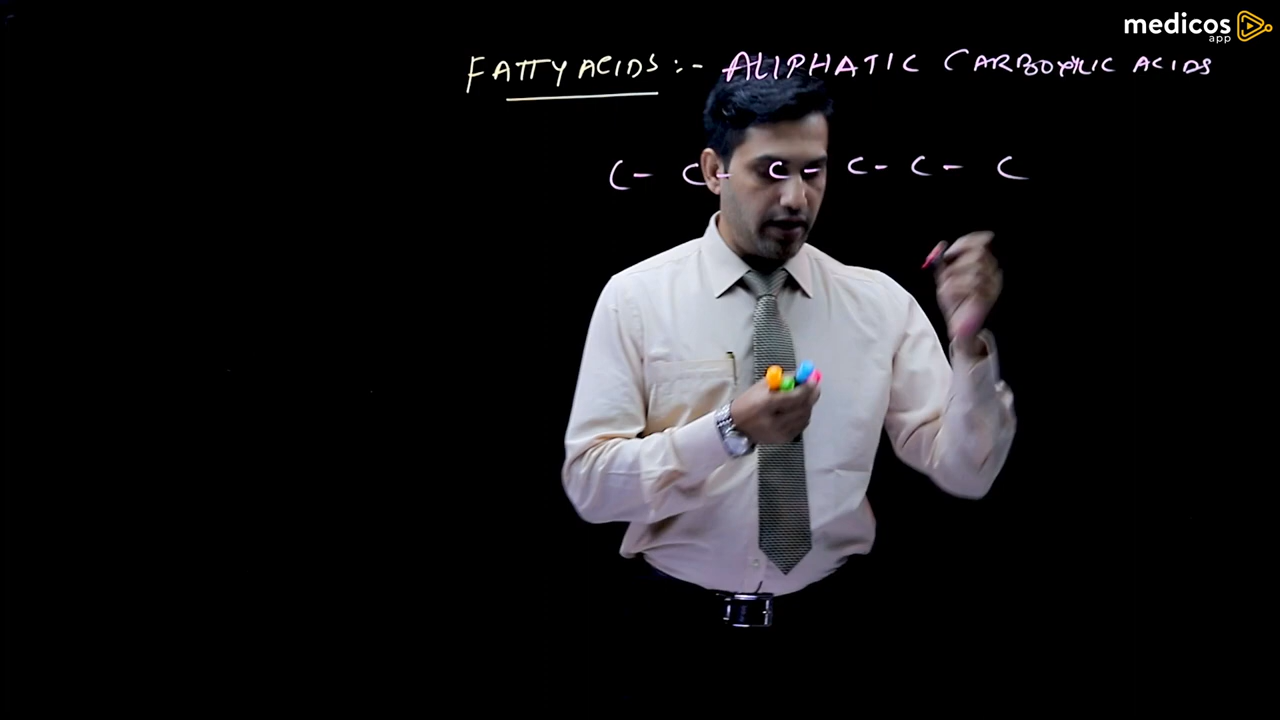 medicos
app
FATTY ACIDS :- ALIPHATIC CARBOXYLIC ACIDS
C - C - C - C - C - C